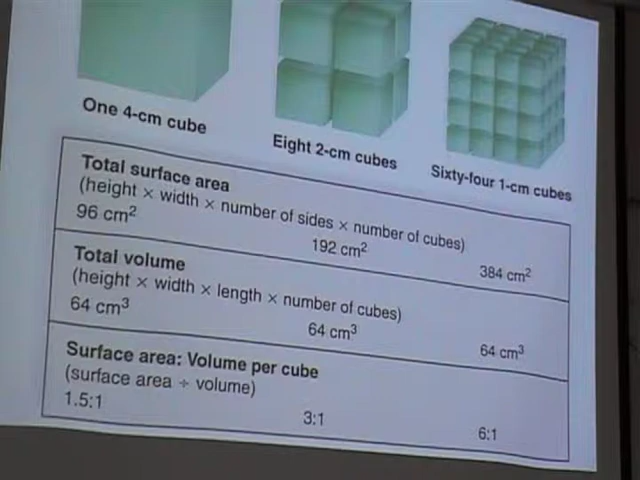 One 4-cm cube
Eight 2-cm cubes
Sixty-four 1-cm cubes
Total surface area
(height × width × number of sides × number of cubes)
96 cm²
192 cm²
384 cm²
Total volume
(height × width × length × number of cubes)
64 cm³
64 cm³
64 cm³
Surface area: Volume per cube
(surface area ÷ volume)
1.5:1
3:1
6:1